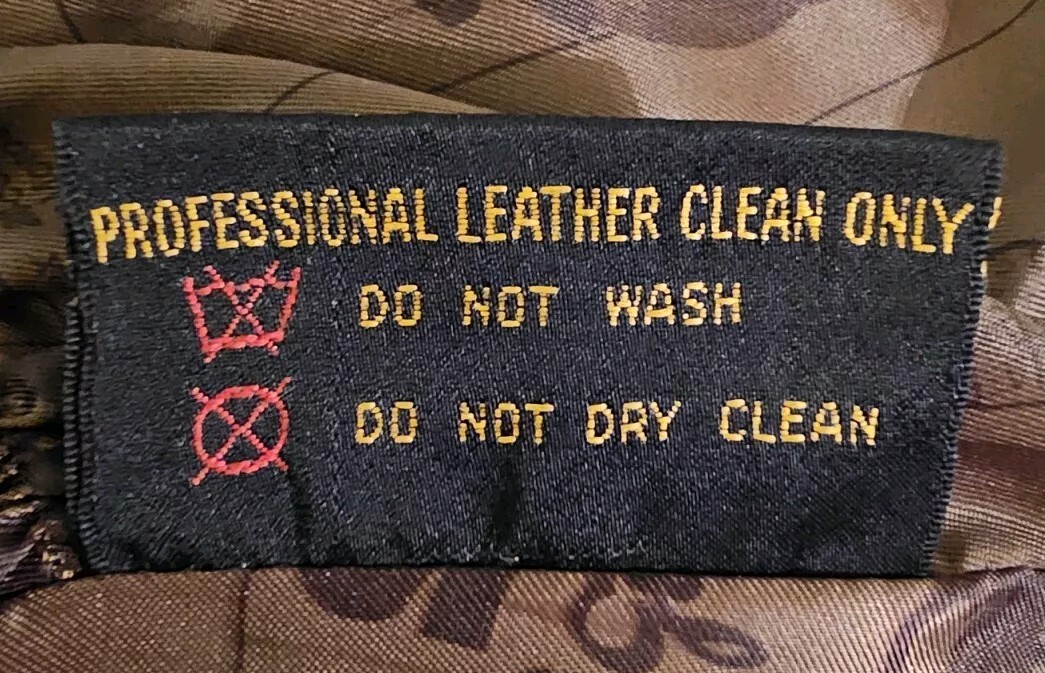 PROFESSIONAL LEATHER CLEAN ONLY
DO NOT WASH
DO NOT DRY CLEAN